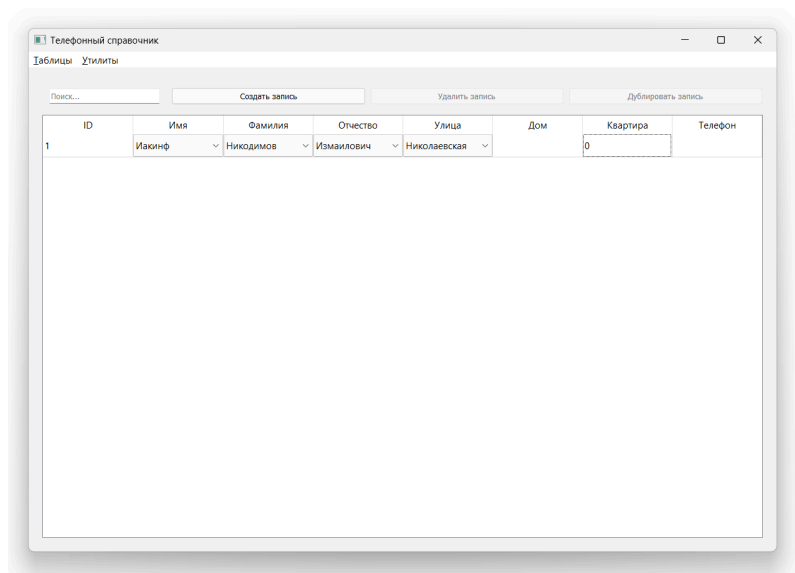 Телефонный справочник
Таблицы Утилиты
Поиск... Создать запись Удалить запись Дублировать запись
ID Имя Фамилия Отчество Улица Дом Квартира Телефон
1 Иакинф Никодимов Измаилович Николаевская 0